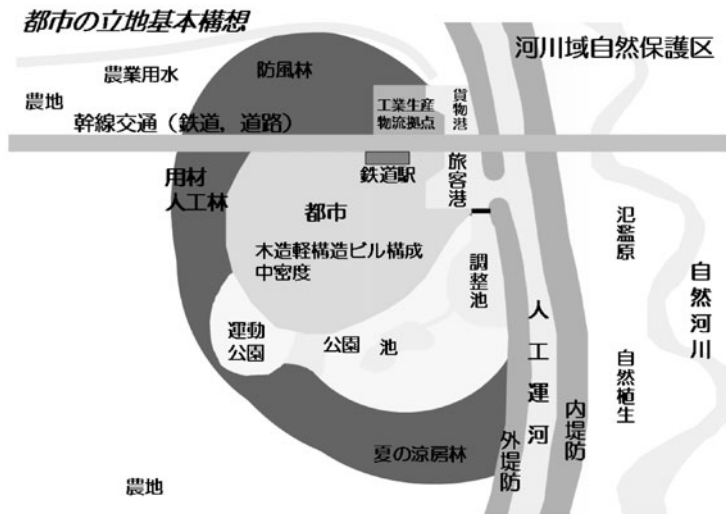 都市の立地基本構想
河川域自然保護区
農業用水
防風林
農地
工業生産
物流拠点
貨物港
幹線交通（鉄道，道路）
鉄道駅
旅客港
用材
人工林
都市
木造軽構造ビル構成
中密度
調整池
氾濫原
自然河川
運動
公園
公園
池
人工運河
自然植生
内堤防
外堤防
夏の涼房林
農地